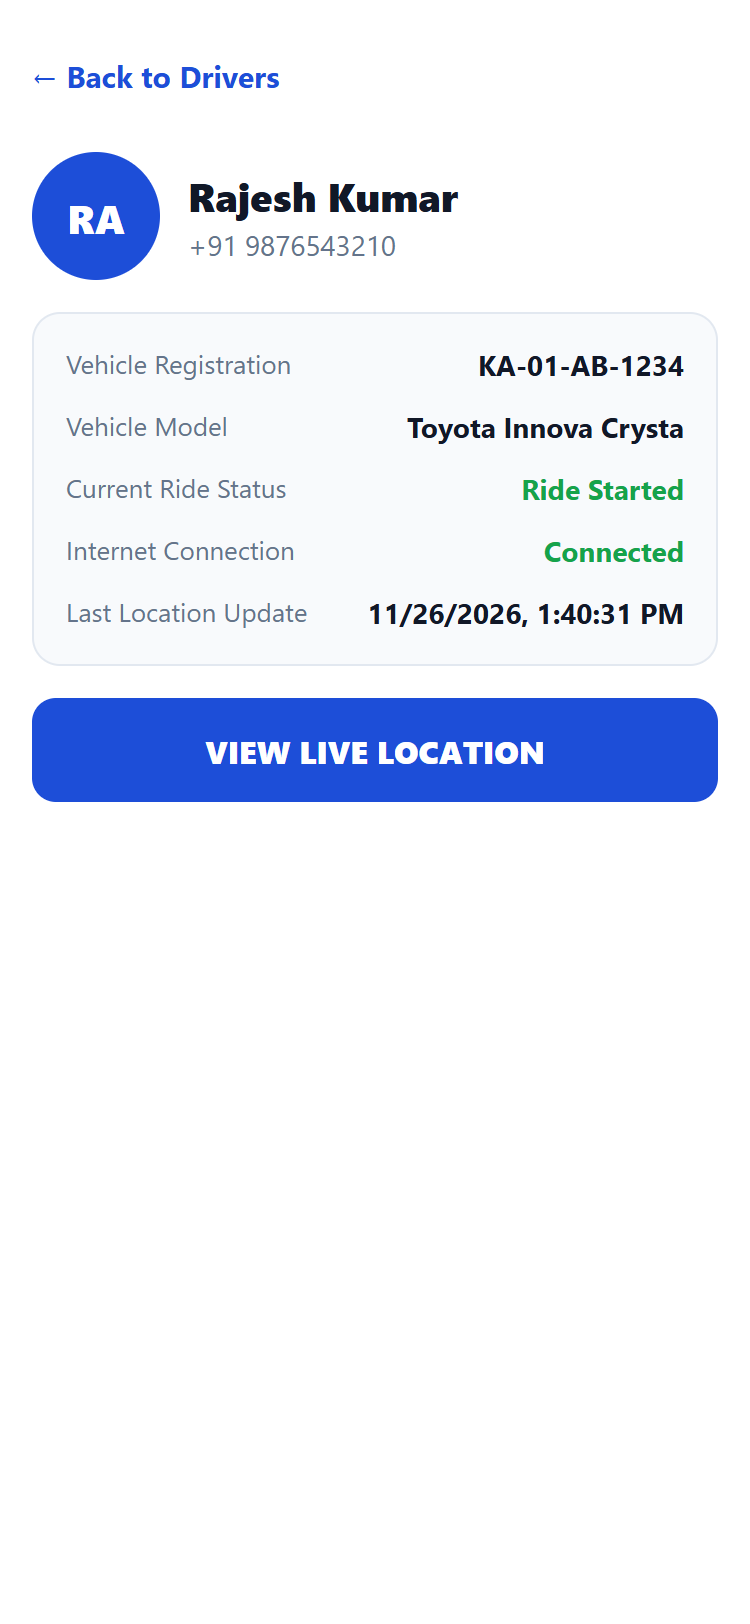 ← Back to Drivers
RA
Rajesh Kumar
+91 9876543210
Vehicle Registration KA-01-AB-1234
Vehicle Model Toyota Innova Crysta
Current Ride Status Ride Started
Internet Connection Connected
Last Location Update 11/26/2026, 1:40:31 PM
VIEW LIVE LOCATION